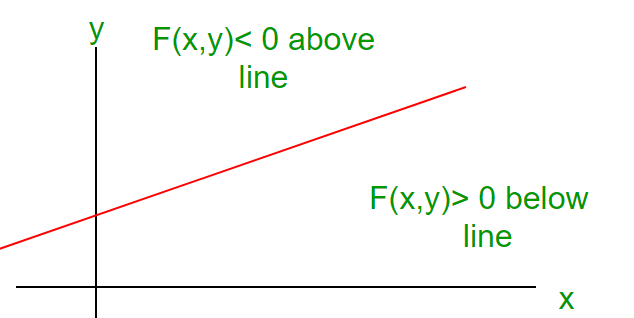 y
F(x,y)< 0 above
line
F(x,y)> 0 below
line
x